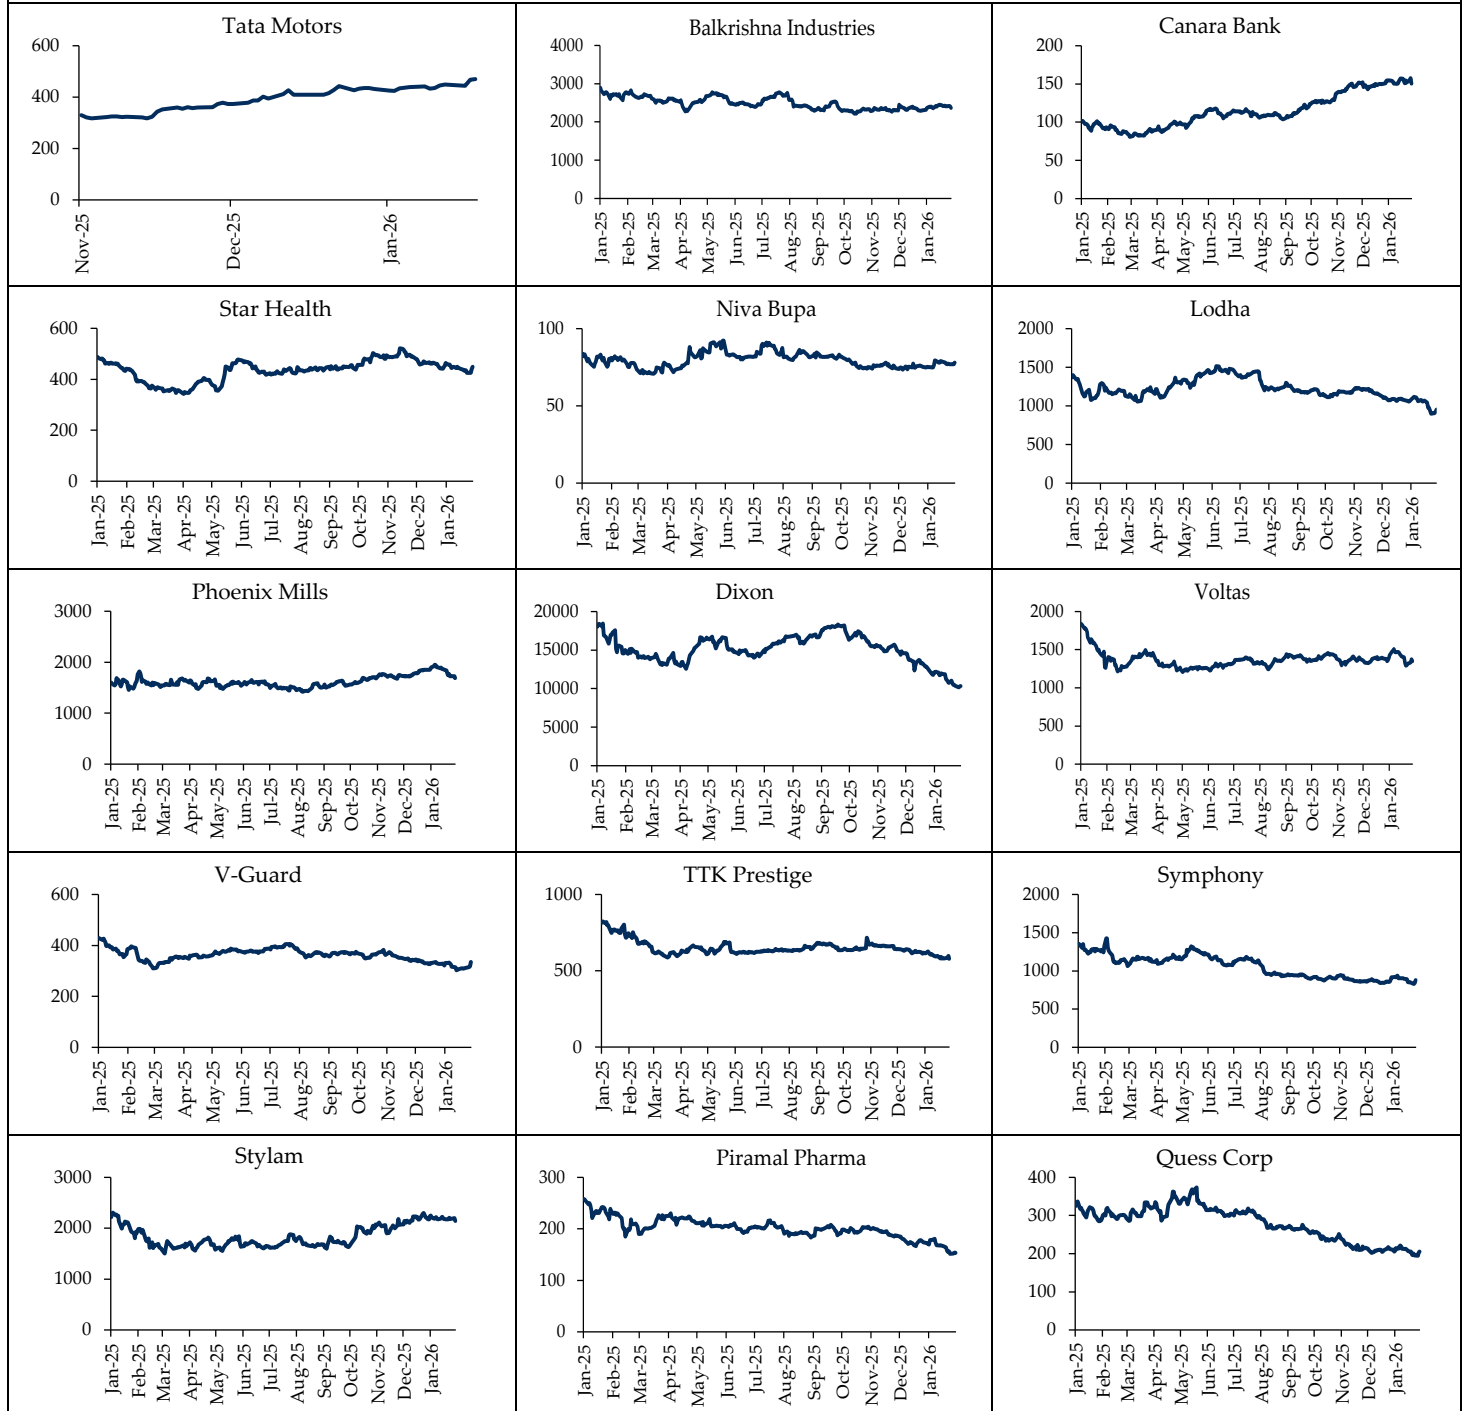 Tata Motors
600
400
200
0
Nov-25
Dec-25
Jan-26
Balkrishna Industries
4000
3000
2000
1000
0
Jan-25
Feb-25
Mar-25
Apr-25
May-25
Jun-25
Jul-25
Aug-25
Sep-25
Oct-25
Nov-25
Dec-25
Jan-26
Canara Bank
200
150
100
50
0
Jan-25
Feb-25
Mar-25
Apr-25
May-25
Jun-25
Jul-25
Aug-25
Sep-25
Oct-25
Nov-25
Dec-25
Jan-26
Star Health
600
400
200
0
Jan-25
Feb-25
Mar-25
Apr-25
May-25
Jun-25
Jul-25
Aug-25
Sep-25
Oct-25
Nov-25
Dec-25
Jan-26
Niva Bupa
100
50
0
Jan-25
Feb-25
Mar-25
Apr-25
May-25
Jun-25
Jul-25
Aug-25
Sep-25
Oct-25
Nov-25
Dec-25
Jan-26
Lodha
2000
1500
1000
500
0
Jan-25
Feb-25
Mar-25
Apr-25
May-25
Jun-25
Jul-25
Aug-25
Sep-25
Oct-25
Nov-25
Dec-25
Jan-26
Phoenix Mills
3000
2000
1000
0
Jan-25
Feb-25
Mar-25
Apr-25
May-25
Jun-25
Jul-25
Aug-25
Sep-25
Oct-25
Nov-25
Dec-25
Jan-26
Dixon
20000
15000
10000
5000
0
Jan-25
Feb-25
Mar-25
Apr-25
May-25
Jun-25
Jul-25
Aug-25
Sep-25
Oct-25
Nov-25
Dec-25
Jan-26
Voltas
2000
1500
1000
500
0
Jan-25
Feb-25
Mar-25
Apr-25
May-25
Jun-25
Jul-25
Aug-25
Sep-25
Oct-25
Nov-25
Dec-25
Jan-26
V-Guard
600
400
200
0
Jan-25
Feb-25
Mar-25
Apr-25
May-25
Jun-25
Jul-25
Aug-25
Sep-25
Oct-25
Nov-25
Dec-25
Jan-26
TTK Prestige
1000
500
0
Jan-25
Feb-25
Mar-25
Apr-25
May-25
Jun-25
Jul-25
Aug-25
Sep-25
Oct-25
Nov-25
Dec-25
Jan-26
Symphony
2000
1500
1000
500
0
Jan-25
Feb-25
Mar-25
Apr-25
May-25
Jun-25
Jul-25
Aug-25
Sep-25
Oct-25
Nov-25
Dec-25
Jan-26
Stylam
3000
2000
1000
0
Jan-25
Feb-25
Mar-25
Apr-25
May-25
Jun-25
Jul-25
Aug-25
Sep-25
Oct-25
Nov-25
Dec-25
Jan-26
Piramal Pharma
300
200
100
0
Jan-25
Feb-25
Mar-25
Apr-25
May-25
Jun-25
Jul-25
Aug-25
Sep-25
Oct-25
Nov-25
Dec-25
Jan-26
Quess Corp
400
300
200
100
0
Jan-25
Feb-25
Mar-25
Apr-25
May-25
Jun-25
Jul-25
Aug-25
Sep-25
Oct-25
Nov-25
Dec-25
Jan-26